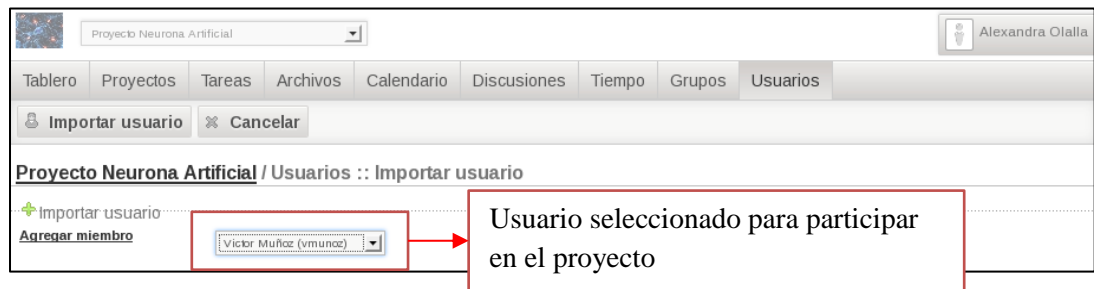 Proyecto Neurona Artificial
Alexandra Olalla
Tablero Proyectos Tareas Archivos Calendario Discusiones Tiempo Grupos Usuarios
Importar usuario Cancelar
Proyecto Neurona Artificial / Usuarios :: Importar usuario
Importar usuario
Agregar miembro
Victor Muñoz (vmunoz)
Usuario seleccionado para participar
en el proyecto